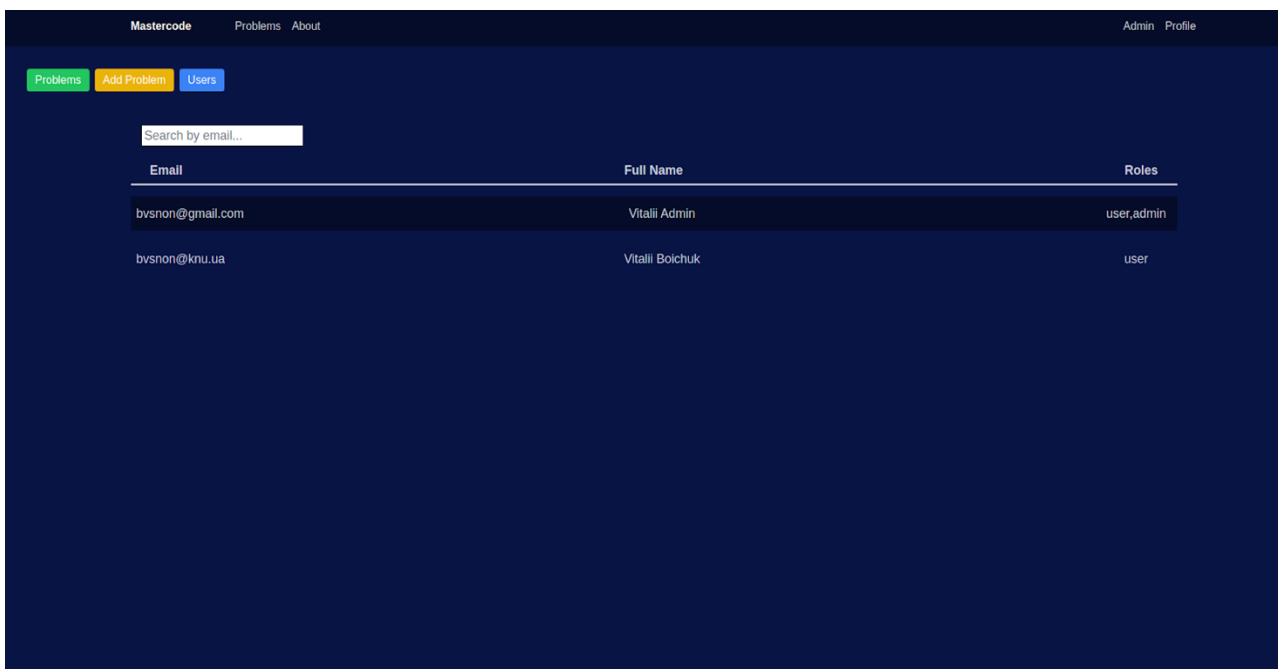 Mastercode Problems About Admin Profile
Problems Add Problem Users
Search by email...
Email Full Name Roles
bvsnon@gmail.com Vitalii Admin user,admin
bvsnon@knu.ua Vitalii Boichuk user